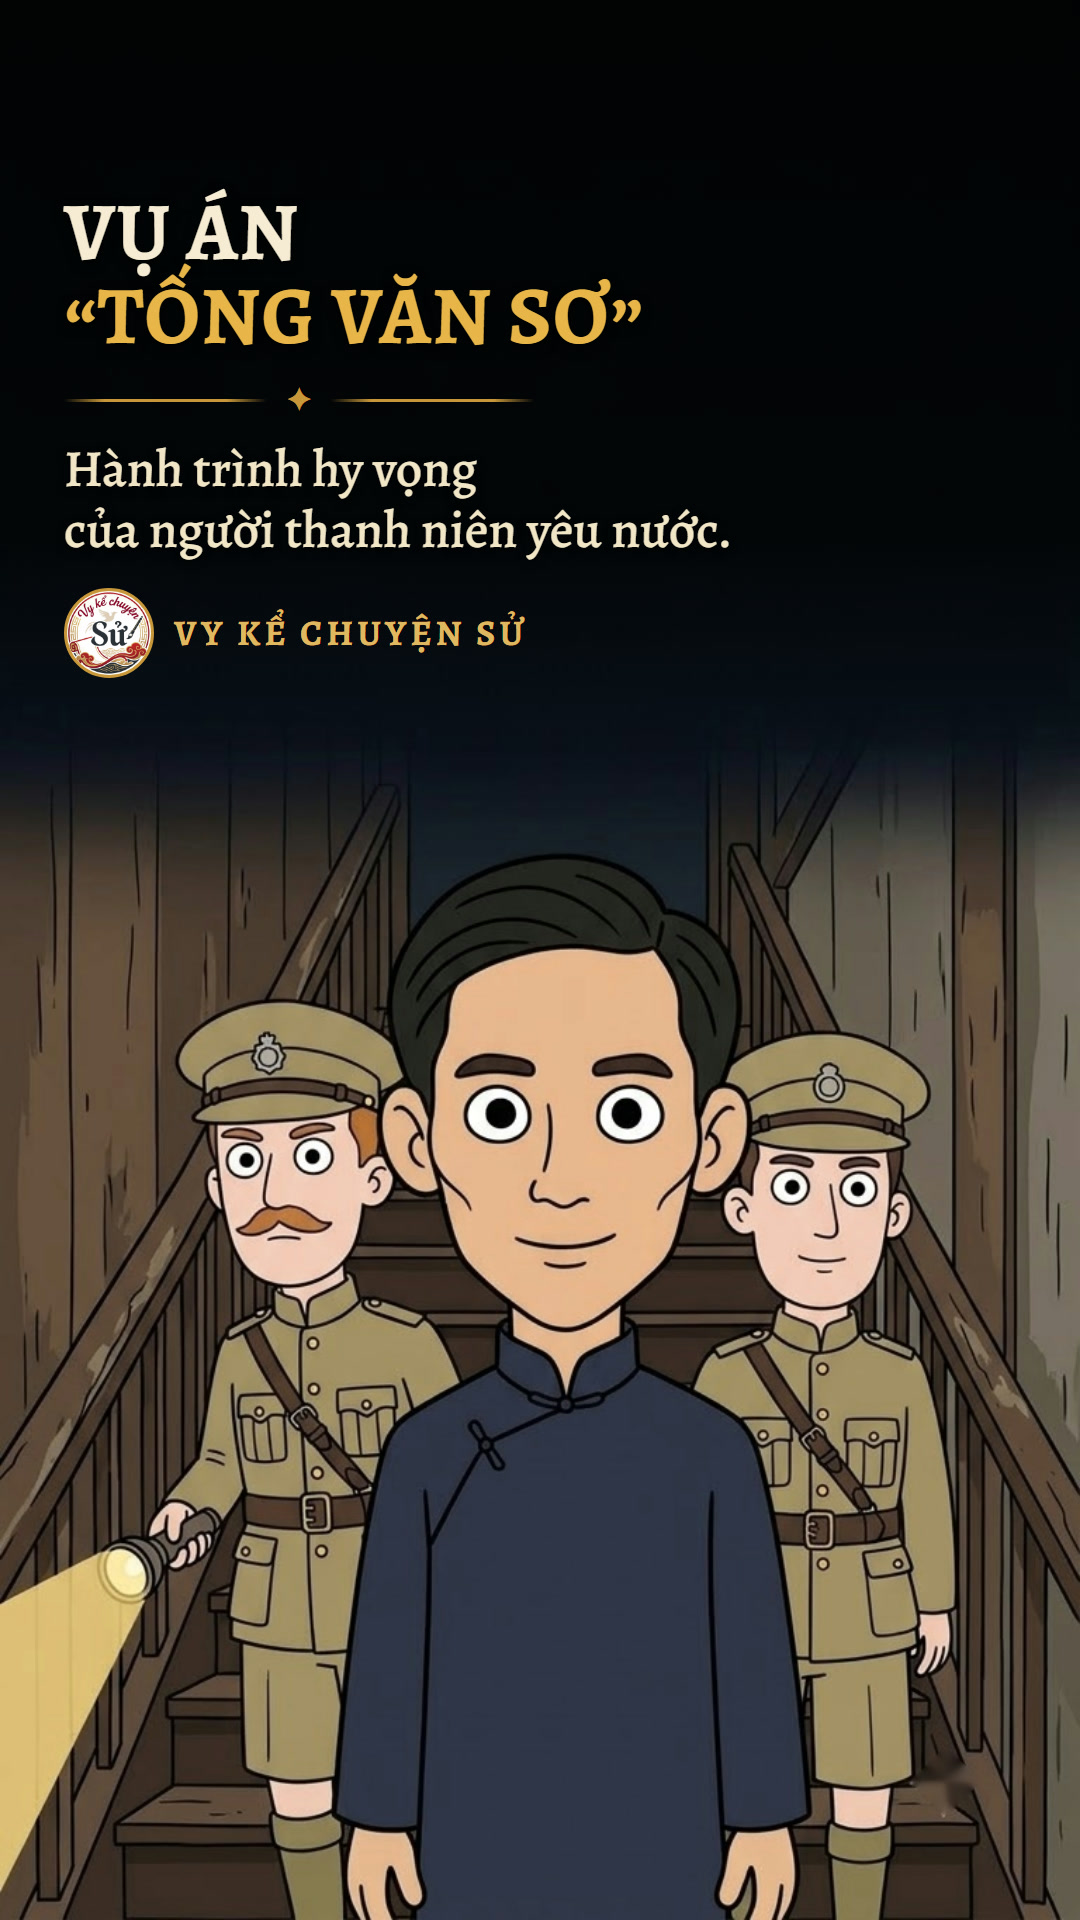 VỤ ÁN
“TỐNG VĂN SƠ”
Hành trình hy vọng
của người thanh niên yêu nước.
Vy kể chuyện
Sử
VY KỂ CHUYỆN SỬ